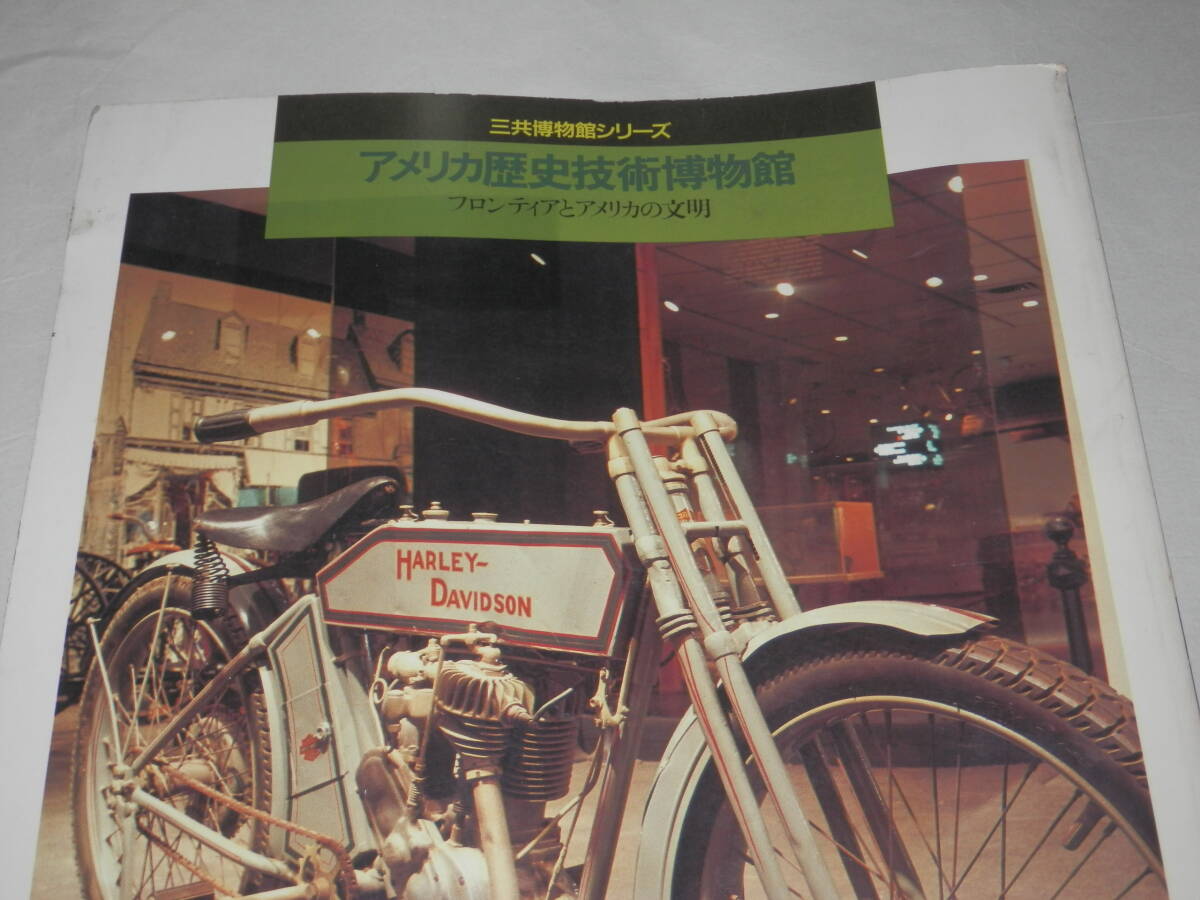 三共博物館シリーズ
アメリカ歴史技術博物館
フロンティアとアメリカの文明
HARLEY-
DAVIDSON